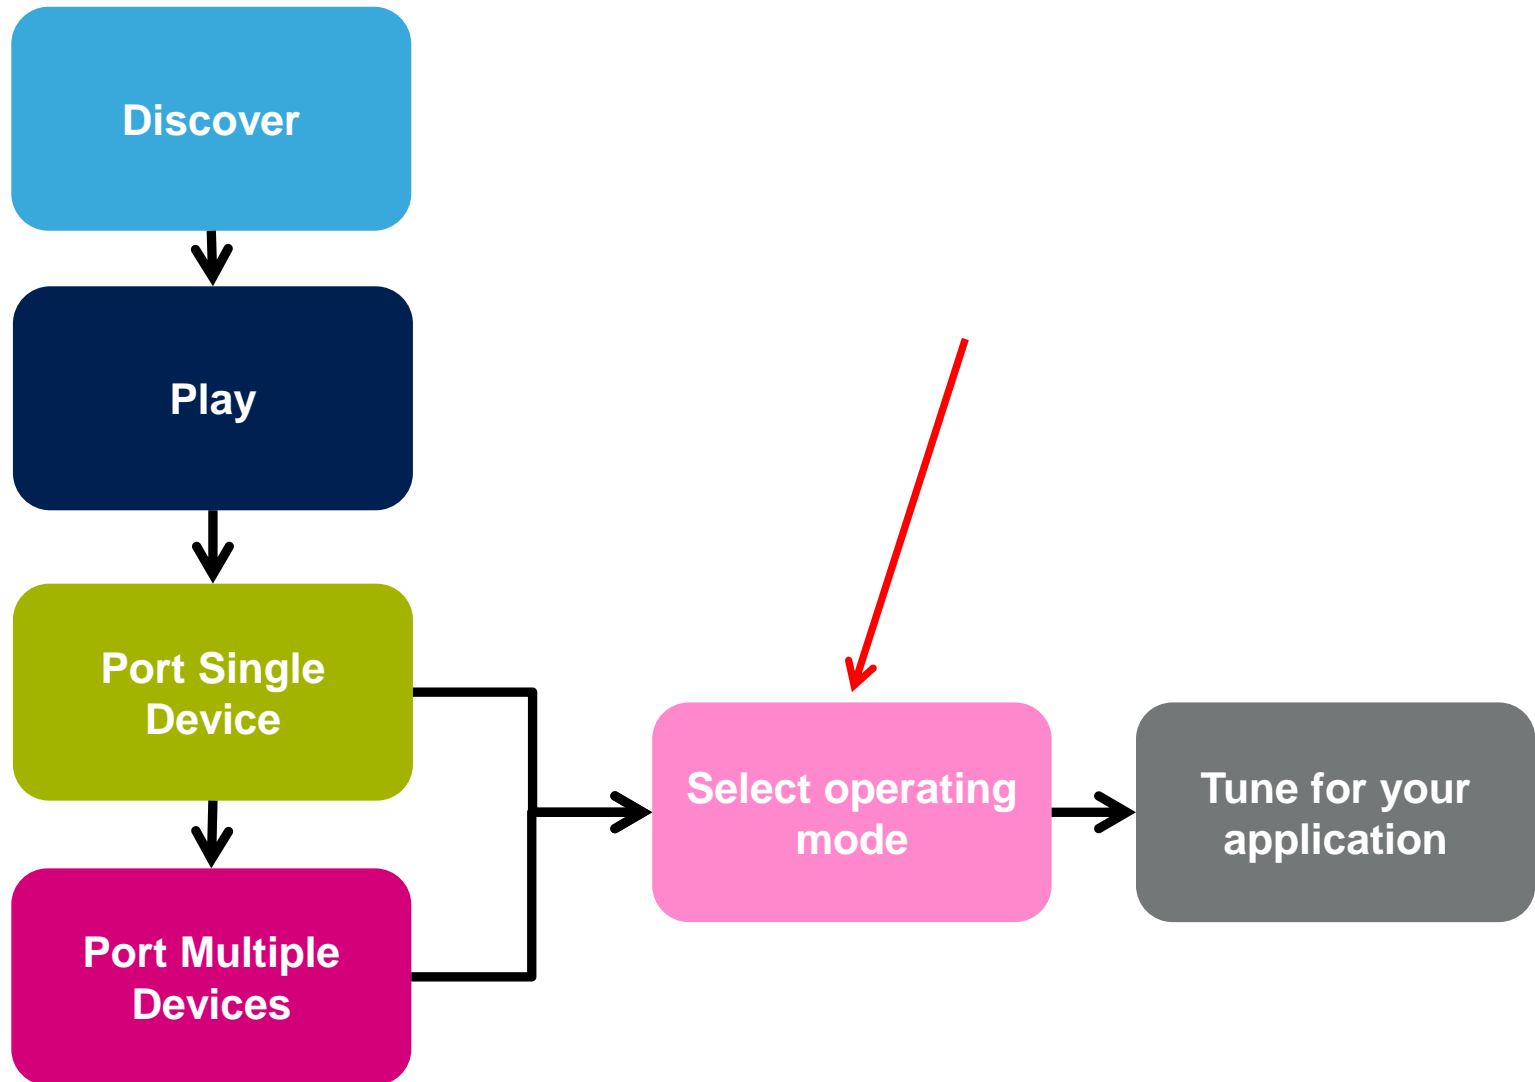 Discover
Play
Port Single
Device
Port Multiple
Devices
Select operating
mode
Tune for your
application